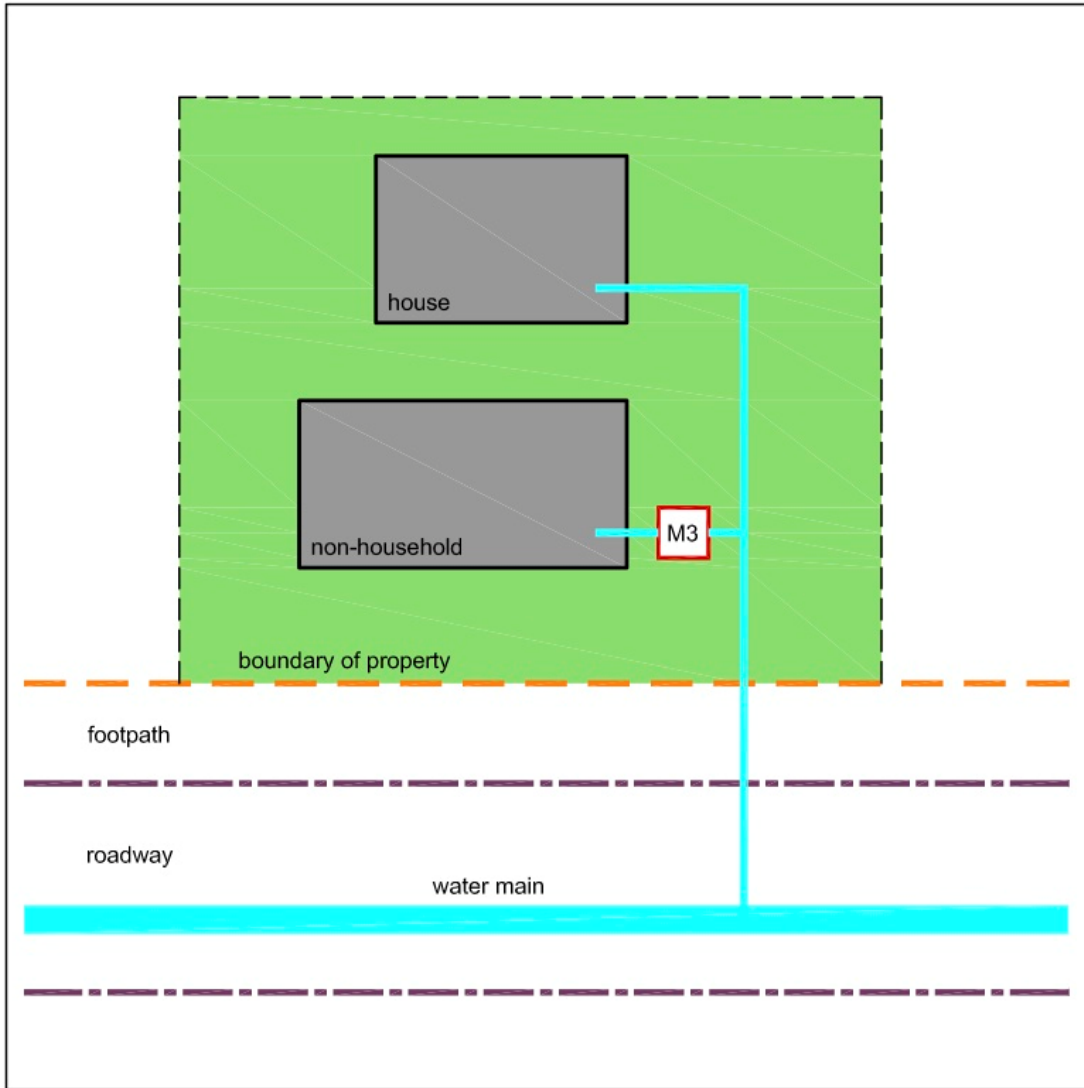 house
non-household
M3
boundary of property
footpath
roadway
water main